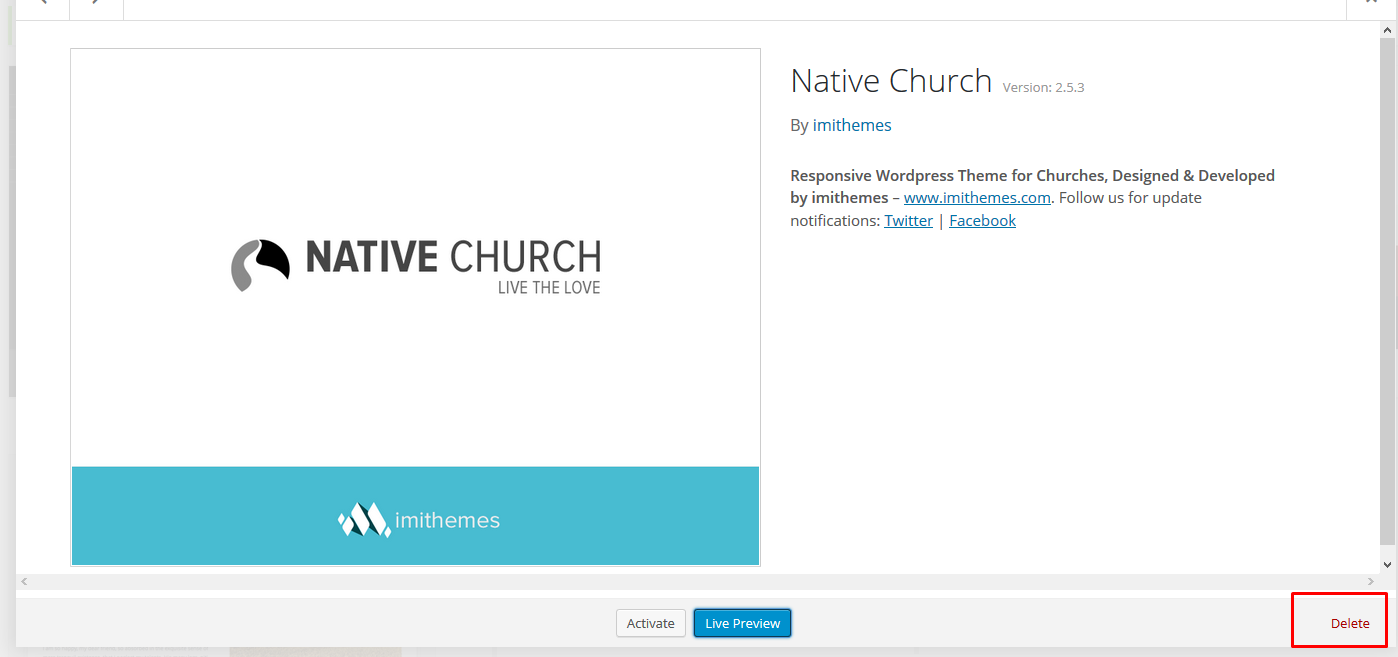 Native Church Version: 2.5.3
By imithemes
Responsive Wordpress Theme for Churches, Designed & Developed
by imithemes – www.imithemes.com. Follow us for update
notifications: Twitter | Facebook
NATIVE CHURCH
LIVE THE LOVE
imithemes
Activate
Live Preview
Delete